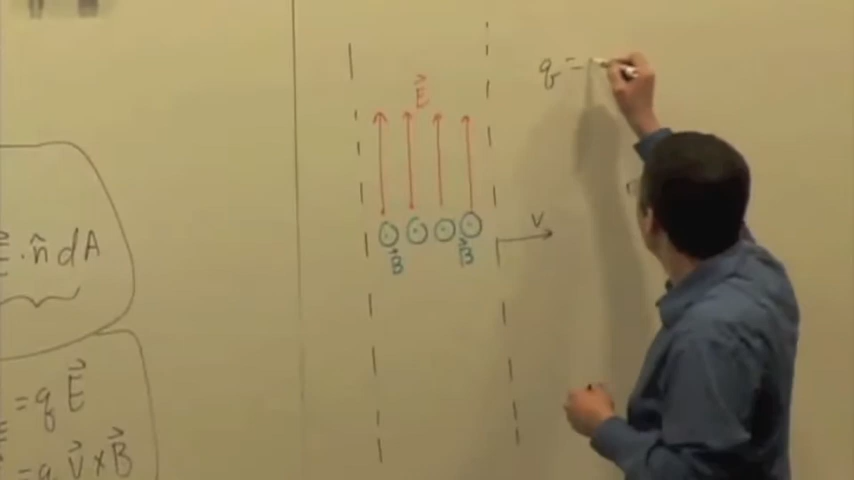 · n̂ dA
= q E⃗
= q V⃗ × B⃗
E⃗
B⃗ B⃗
v
q =